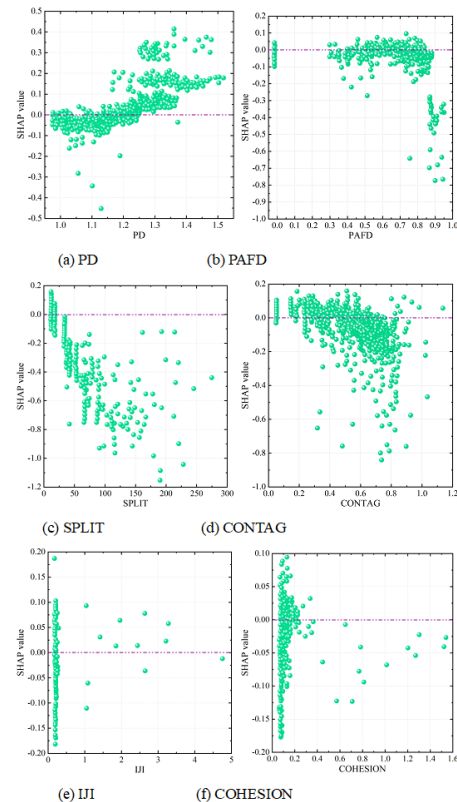 0.5
0.4
0.3
0.2
0.1
0.0
-0.1
-0.2
-0.3
-0.4
-0.5
SHAP value
1.0 1.1 1.2 1.3 1.4 1.5
PD
0.2
0.0
-0.2
-0.4
-0.6
-0.8
-1.0
SHAP value
0.0 0.1 0.2 0.3 0.4 0.5 0.6 0.7 0.8 0.9 1.0
PAFD
(a) PD (b) PAFD
0.2
0.0
-0.2
-0.4
-0.6
-0.8
-1.0
-1.2
SHAP value
0 50 100 150 200 250 300
SPLIT
0.2
0.0
-0.2
-0.4
-0.6
-0.8
-1.0
SHAP value
0.0 0.2 0.4 0.6 0.8 1.0 1.2
CONTAG
(c) SPLIT (d) CONTAG
0.20
0.15
0.10
0.05
0.00
-0.05
-0.10
-0.15
-0.20
SHAP value
0 1 2 3 4 5
IJI
0.10
0.05
0.00
-0.05
-0.10
-0.15
-0.20
SHAP value
0.0 0.2 0.4 0.6 0.8 1.0 1.2 1.4 1.6
COHESION
(e) IJI (f) COHESION